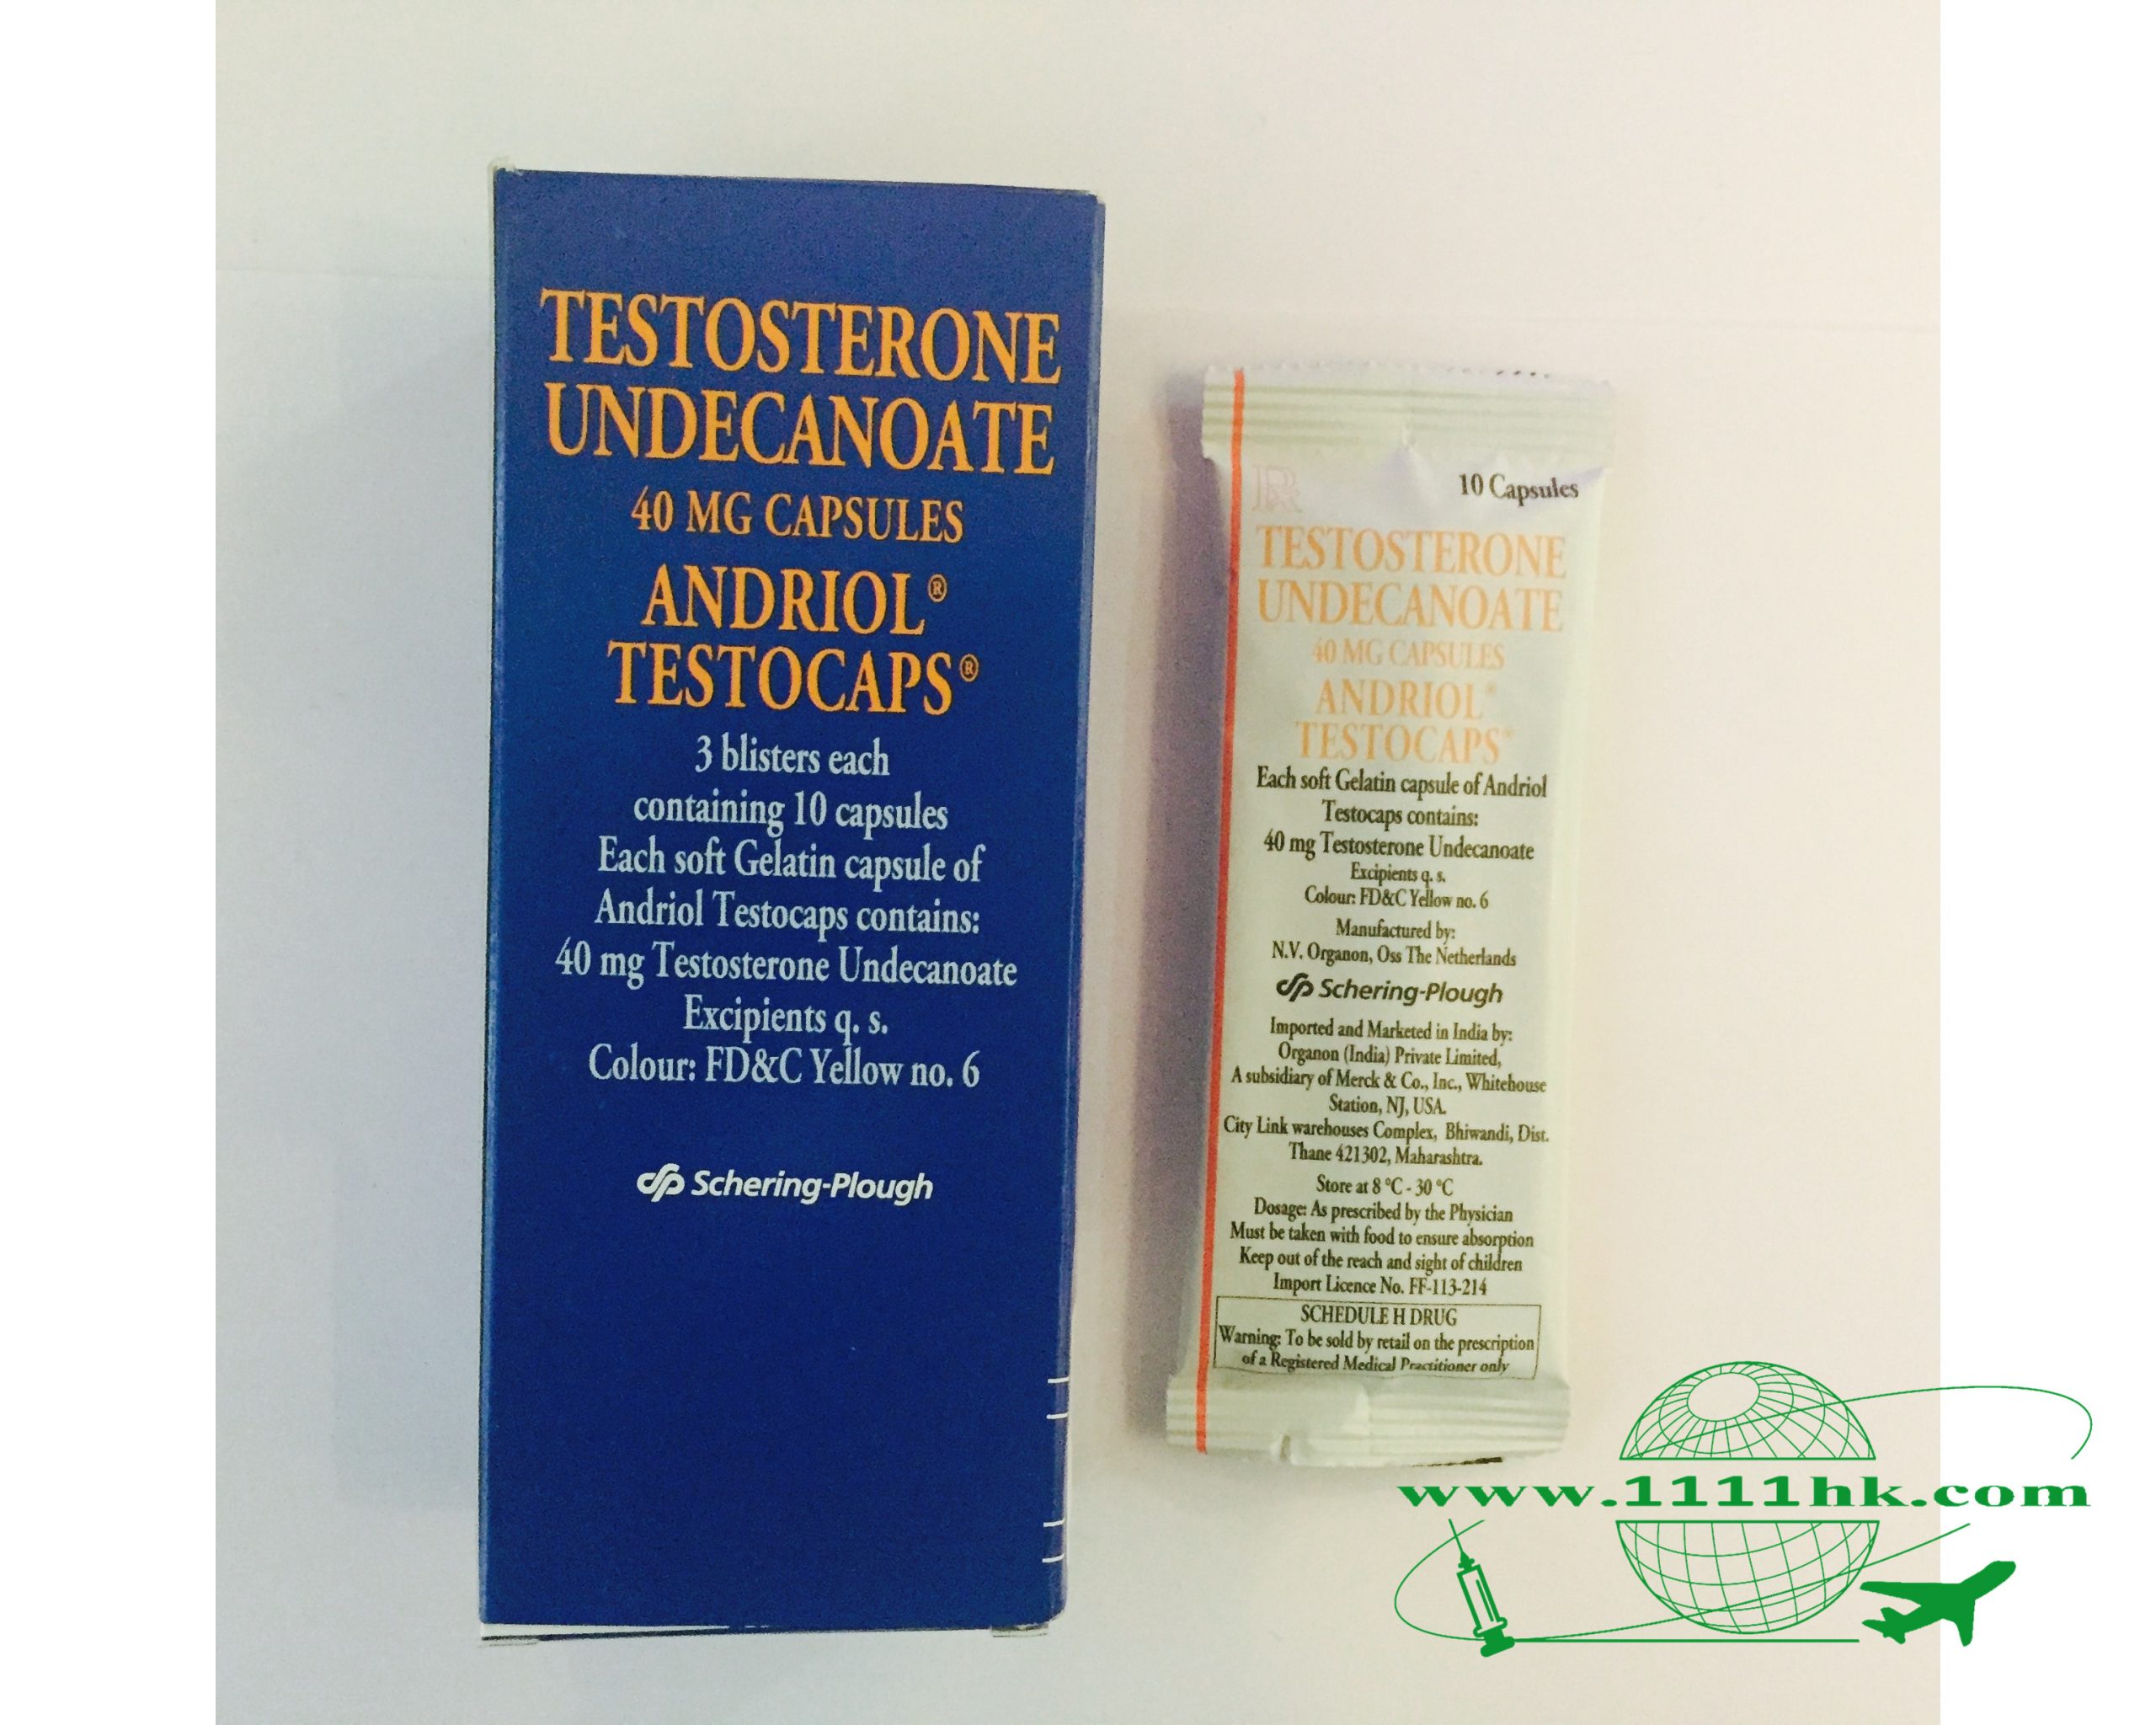 TESTOSTERONE
UNDECANOATE
40 MG CAPSULES
ANDRIOL®
TESTOCAPS®
3 blisters each
containing 10 capsules
Each soft Gelatin capsule of
Andriol Testocaps contains:
40 mg Testosterone Undecanoate
Excipients q. s.
Colour: FD&C Yellow no. 6
Schering-Plough
Rx
10 Capsules
TESTOSTERONE
UNDECANOATE
40 MG CAPSULES
ANDRIOL®
TESTOCAPS®
Each soft Gelatin capsule of Andriol
Testocaps contains:
40 mg Testosterone Undecanoate
Excipients q. s.
Colour: FD&C Yellow no. 6
Manufactured by:
N.V. Organon, Oss The Netherlands
Schering-Plough
Imported and Marketed in India by:
Organon (India) Private Limited,
A subsidiary of Merck & Co., Inc., Whitehouse
Station, NJ, USA.
City Link warehouses Complex, Bhiwandi, Dist.
Thane 421302, Maharashtra.
Store at 8 °C - 30 °C
Dosage: As prescribed by the Physician
Must be taken with food to ensure absorption
Keep out of the reach and sight of children
Import Licence No. FF-113-214
SCHEDULE H DRUG
Warning: To be sold by retail on the prescription
of a Registered Medical Practitioner only
www.1111hk.com